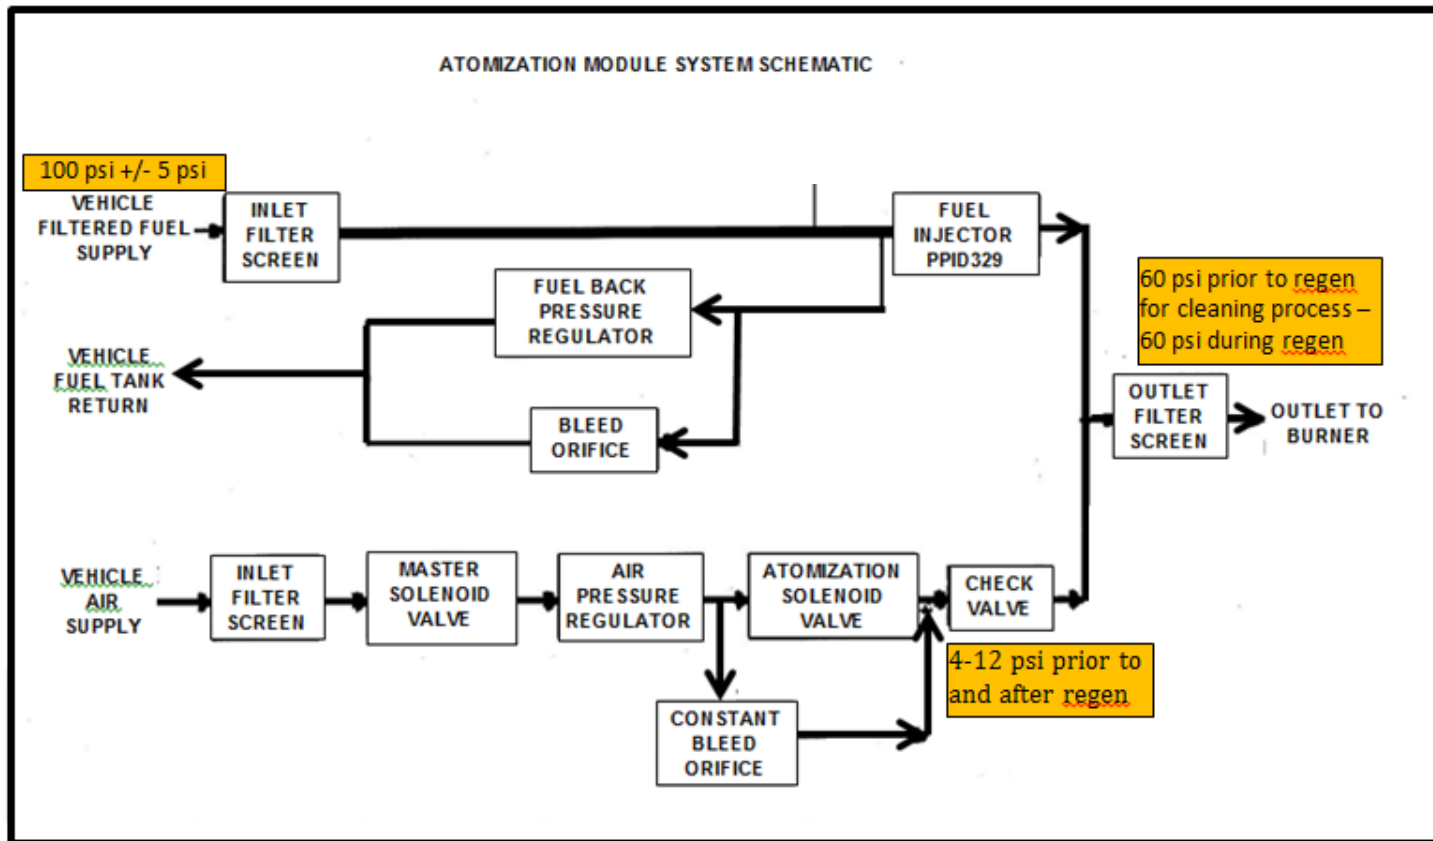 ATOMIZATION MODULE SYSTEM SCHEMATIC
100 psi +/- 5 psi
VEHICLE
FILTERED FUEL
SUPPLY
INLET
FILTER
SCREEN
FUEL
INJECTOR
PPID329
FUEL BACK
PRESSURE
REGULATOR
60 psi prior to regen
for cleaning process –
60 psi during regen
VEHICLE
FUEL TANK
RETURN
BLEED
ORIFICE
OUTLET
FILTER
SCREEN
OUTLET TO
BURNER
VEHICLE
AIR
SUPPLY
INLET
FILTER
SCREEN
MASTER
SOLENOID
VALVE
AIR
PRESSURE
REGULATOR
ATOMIZATION
SOLENOID
VALVE
CHECK
VALVE
4-12 psi prior to
and after regen
CONSTANT
BLEED
ORIFICE